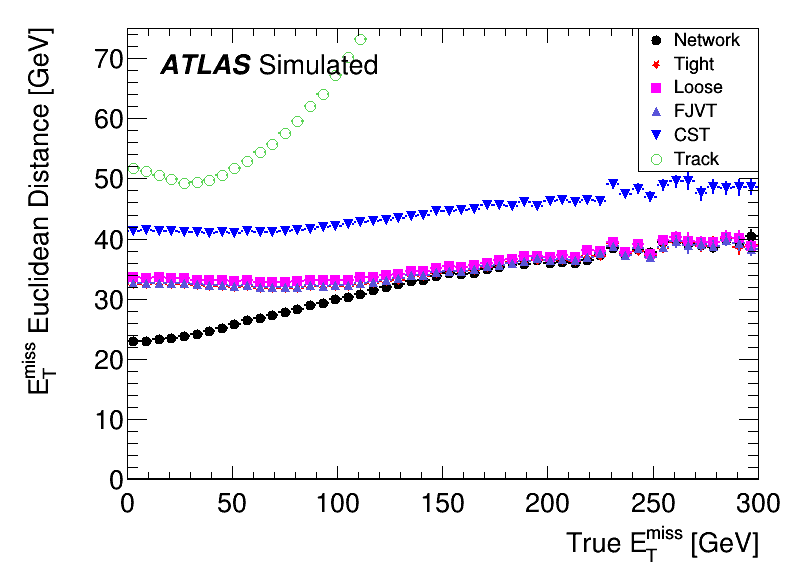 ATLAS Simulated
Network
Tight
Loose
FJVT
CST
Track
E_T^miss Euclidean Distance [GeV]
70
60
50
40
30
20
10
0
0 50 100 150 200 250 300
True E_T^miss [GeV]